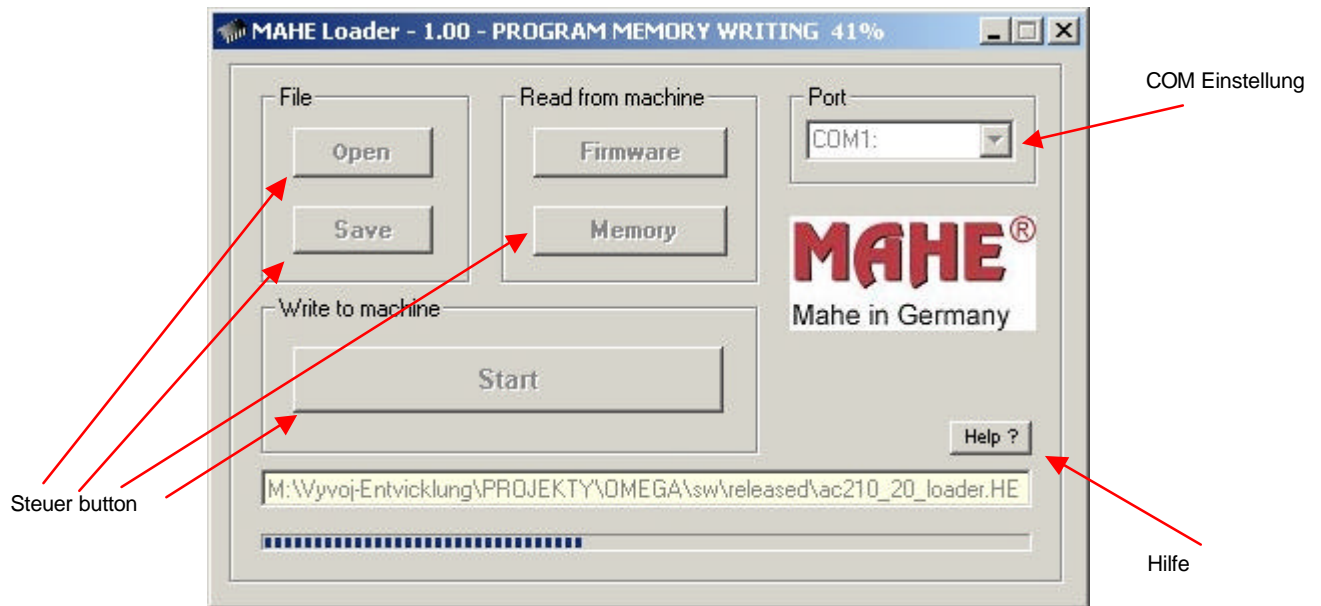 MAHE Loader - 1.00 - PROGRAM MEMORY WRITING 41%
COM Einstellung
File
Read from machine
Port
Open
Firmware
COM1:
Save
Memory
MAHE®
Mahe in Germany
Write to machine
Start
Help ?
M:\Vyvoj-Entvicklung\PROJEKTY\OMEGA\sw\released\ac210_20_loader.HE
Steuer button
Hilfe